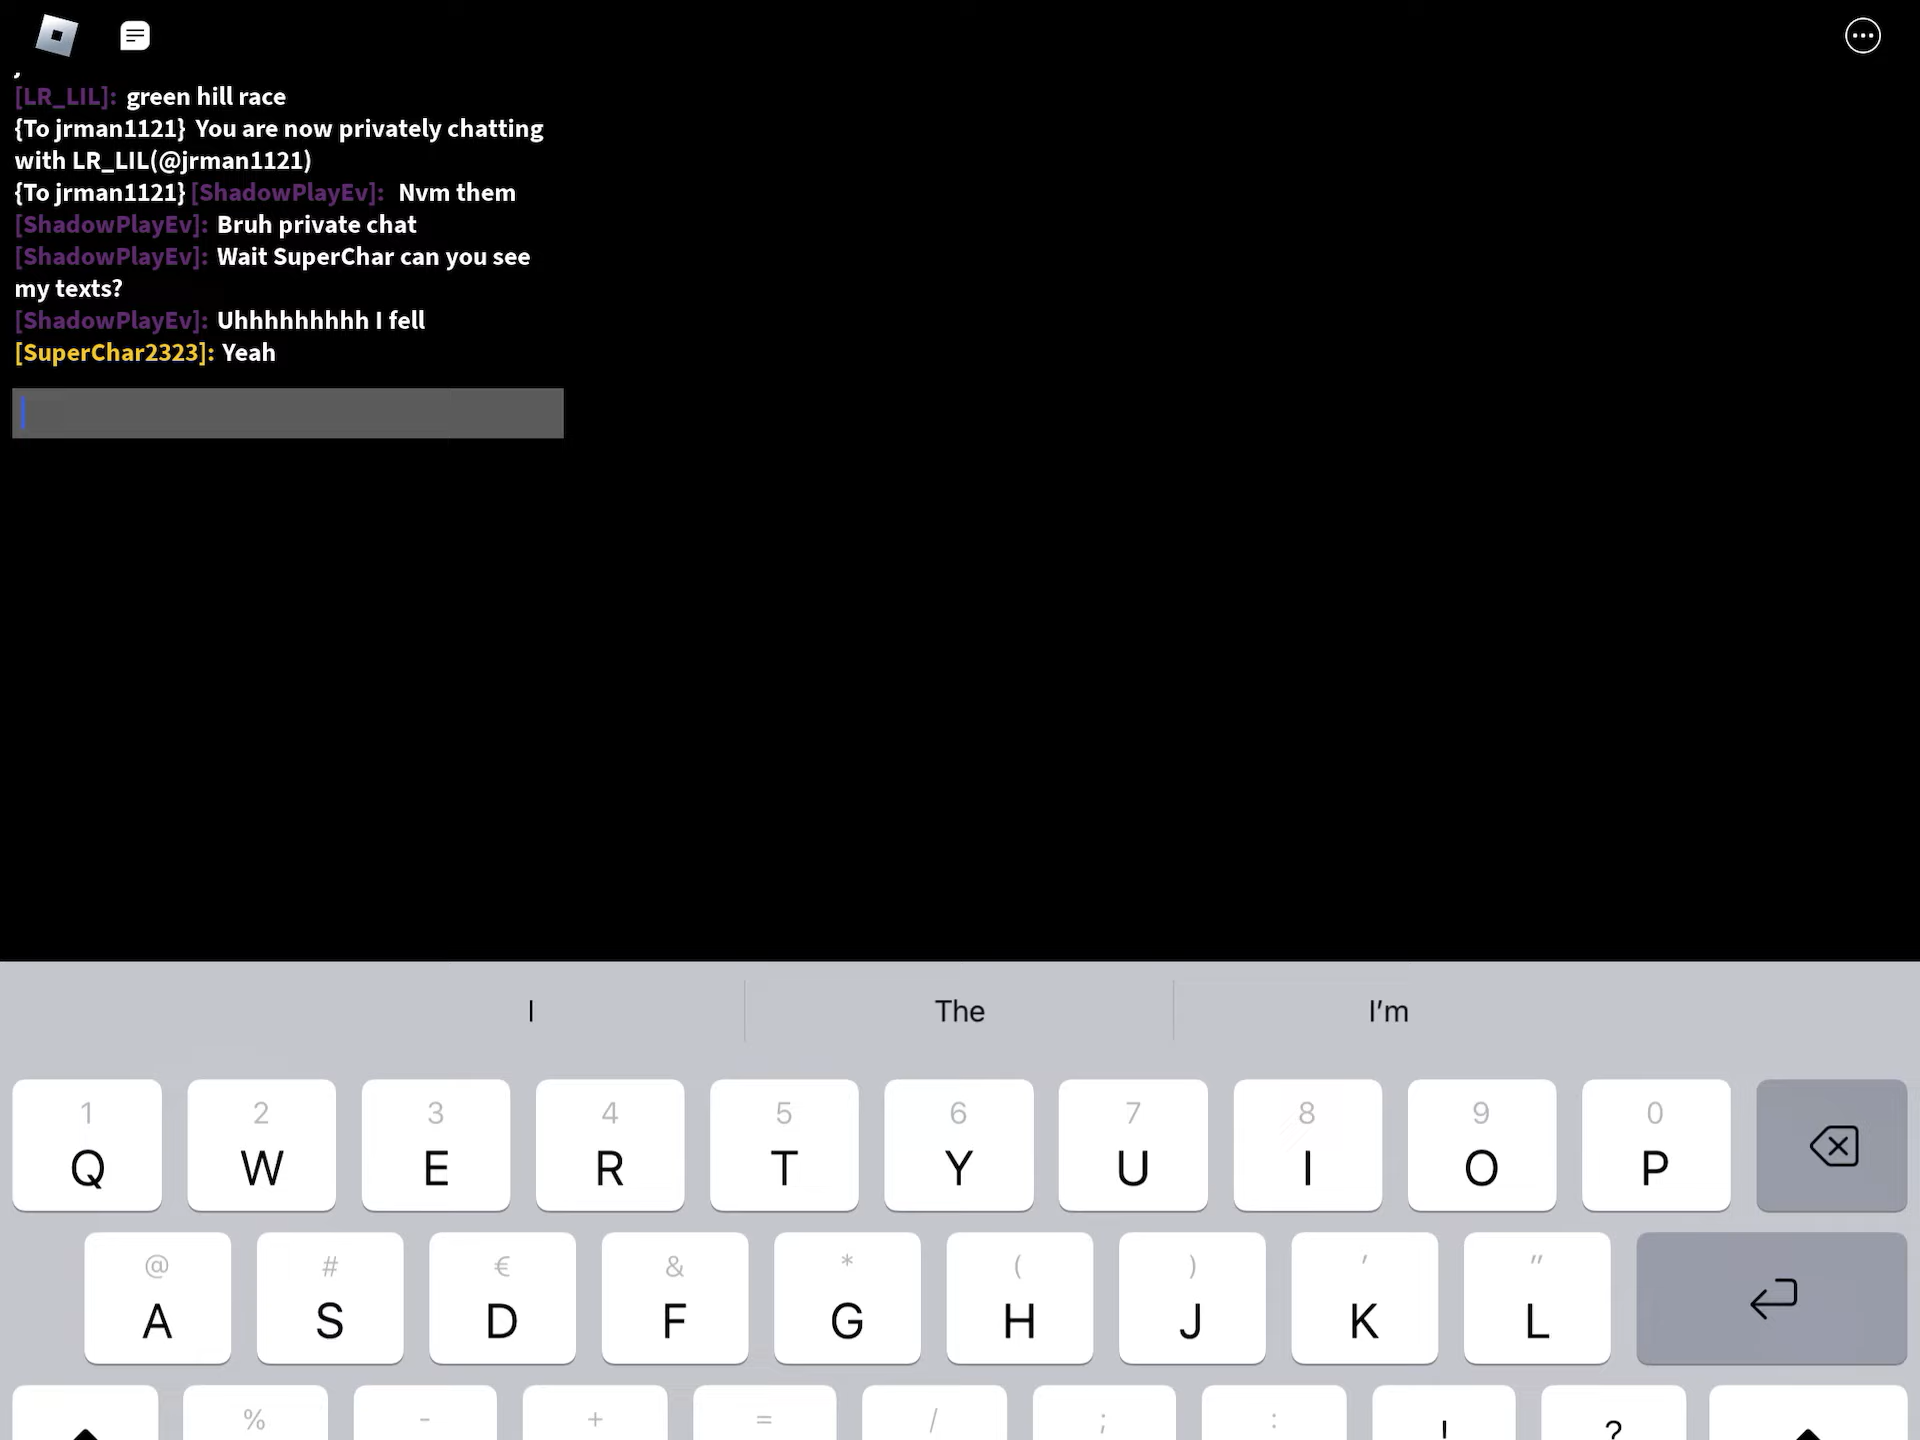 [LR_LIL]: green hill race
{To jrman1121} You are now privately chatting
with LR_LIL(@jrman1121)
{To jrman1121} [ShadowPlayEv]: Nvm them
[ShadowPlayEv]: Bruh private chat
[ShadowPlayEv]: Wait SuperChar can you see
my texts?
[ShadowPlayEv]: Uhhhhhhhhh I fell
[SuperChar2323]: Yeah
I The I'm
1 2 3 4 5 6 7 8 9 0
Q W E R T Y U I O P
@ # € & * ( ) ' "
A S D F G H J K L
% - + = / ; : ! ?